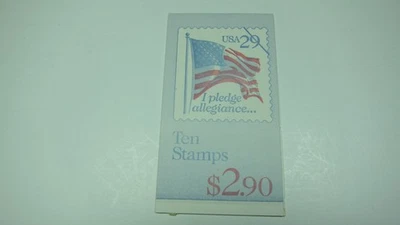 USA 29
I pledge
allegiance...
Ten
Stamps
$2.90